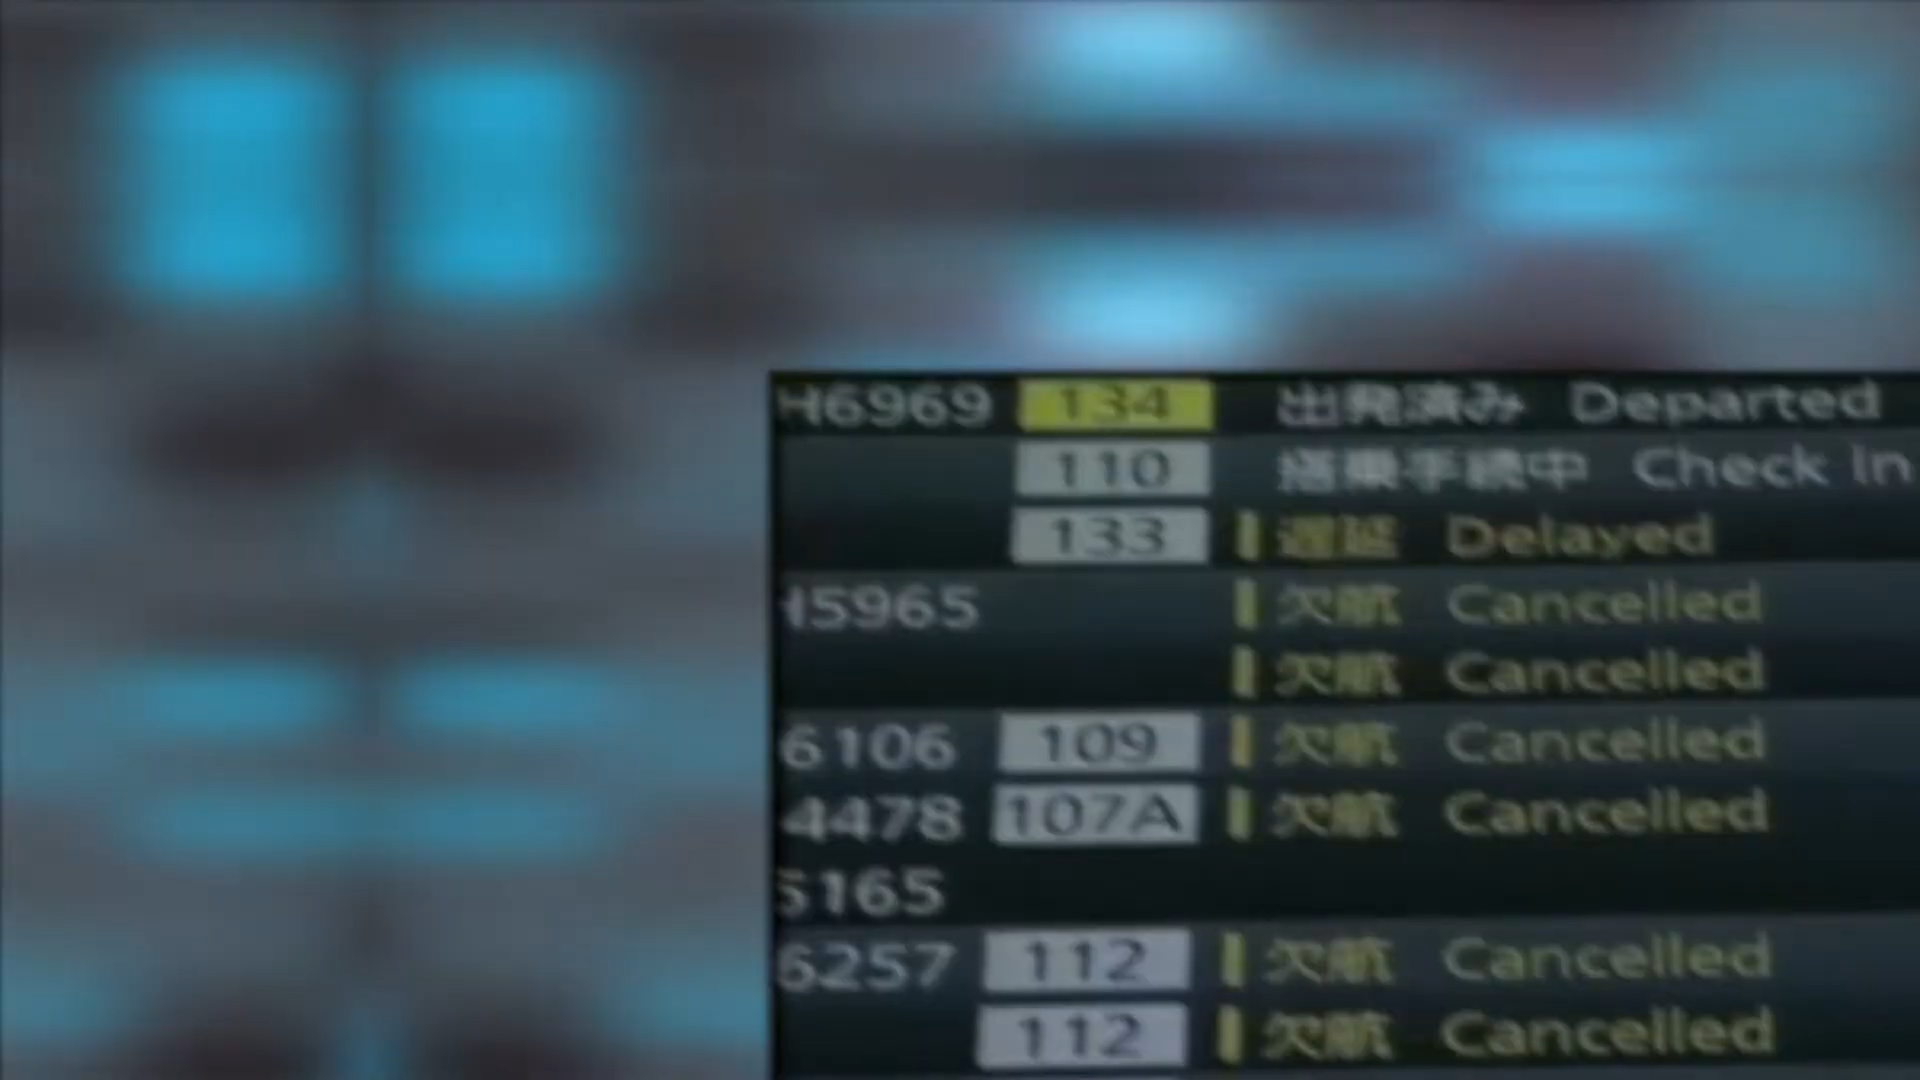 H6969 134 出発済み Departed
110 搭乗手続中 Check In
133 遅延 Delayed
5965 欠航 Cancelled
欠航 Cancelled
6106 109 欠航 Cancelled
4478 107A 欠航 Cancelled
5165
6257 112 欠航 Cancelled
112 欠航 Cancelled